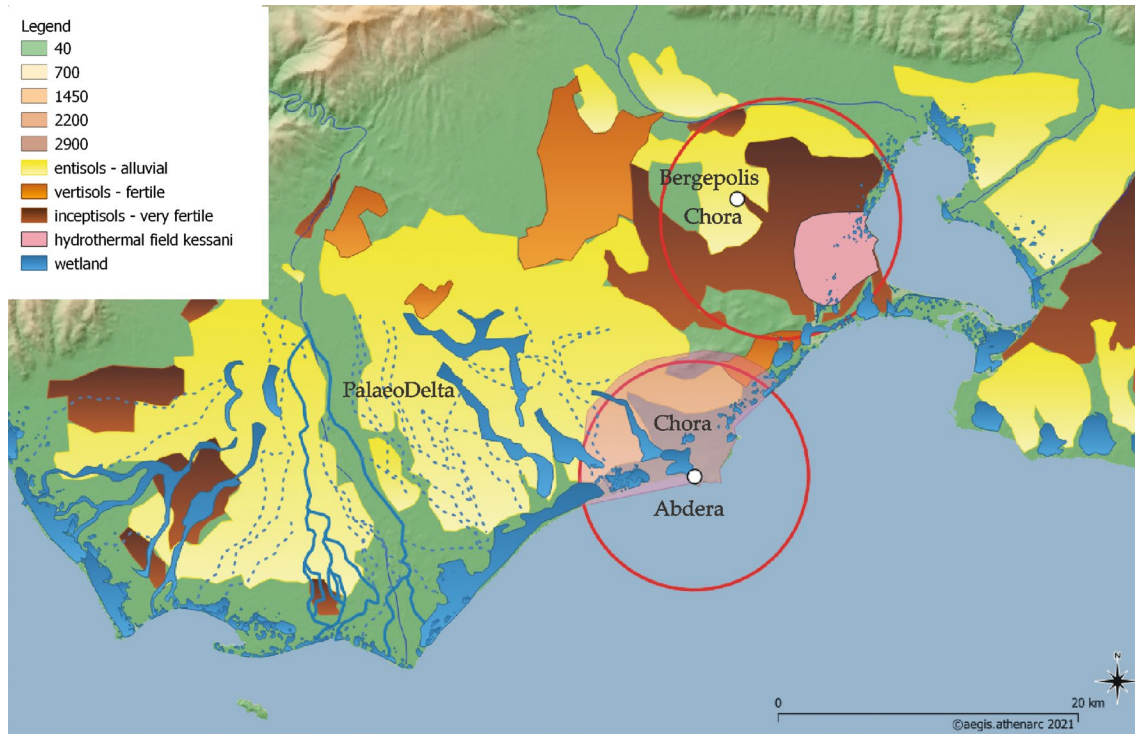 Legend
40
700
1450
2200
2900
entisols - alluvial
vertisols - fertile
inceptisols - very fertile
hydrothermal field kessani
wetland
Bergepolis
Chora
PalaeoDelta
Chora
Abdera
N
0 20 km
©aegis.athenarc 2021